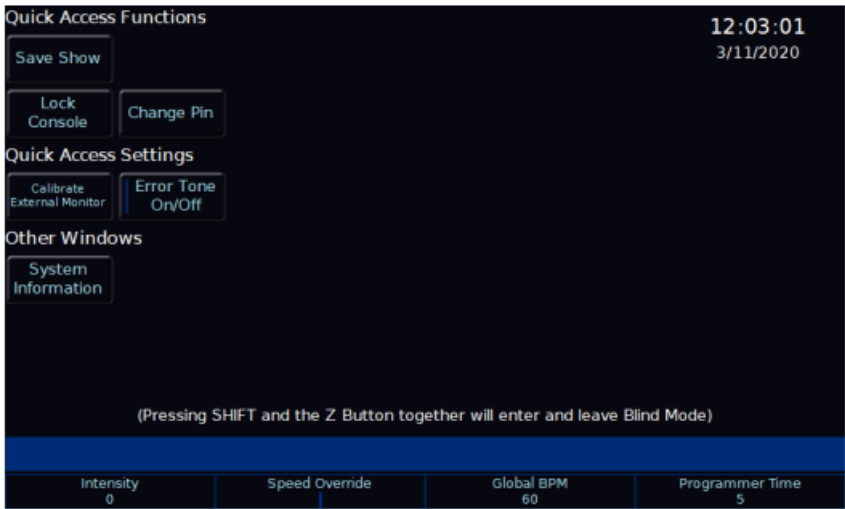 Quick Access Functions
12:03:01
3/11/2020
Save Show
Lock
Console
Change Pin
Quick Access Settings
Calibrate
External Monitor
Error Tone
On/Off
Other Windows
System
Information
(Pressing SHIFT and the Z Button together will enter and leave Blind Mode)
Intensity
0
Speed Override
Global BPM
60
Programmer Time
5